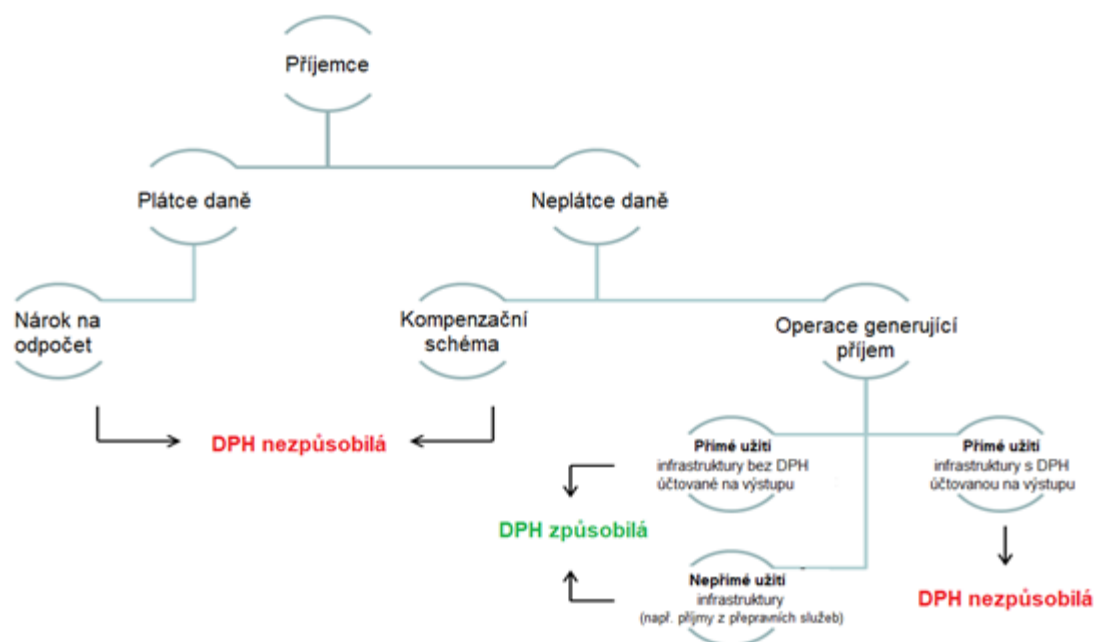 Příjemce
Plátce daně
Neplátce daně
Nárok na
odpočet
Kompenzační
schéma
Operace generující
příjem
DPH nezpůsobilá
Přímé užití
infrastruktury bez DPH
účtované na výstupu
Přímé užití
infrastruktury s DPH
účtovanou na výstupu
DPH způsobilá
Nepřímé užití
infrastruktury
(např. příjmy z přepravních služeb)
DPH nezpůsobilá